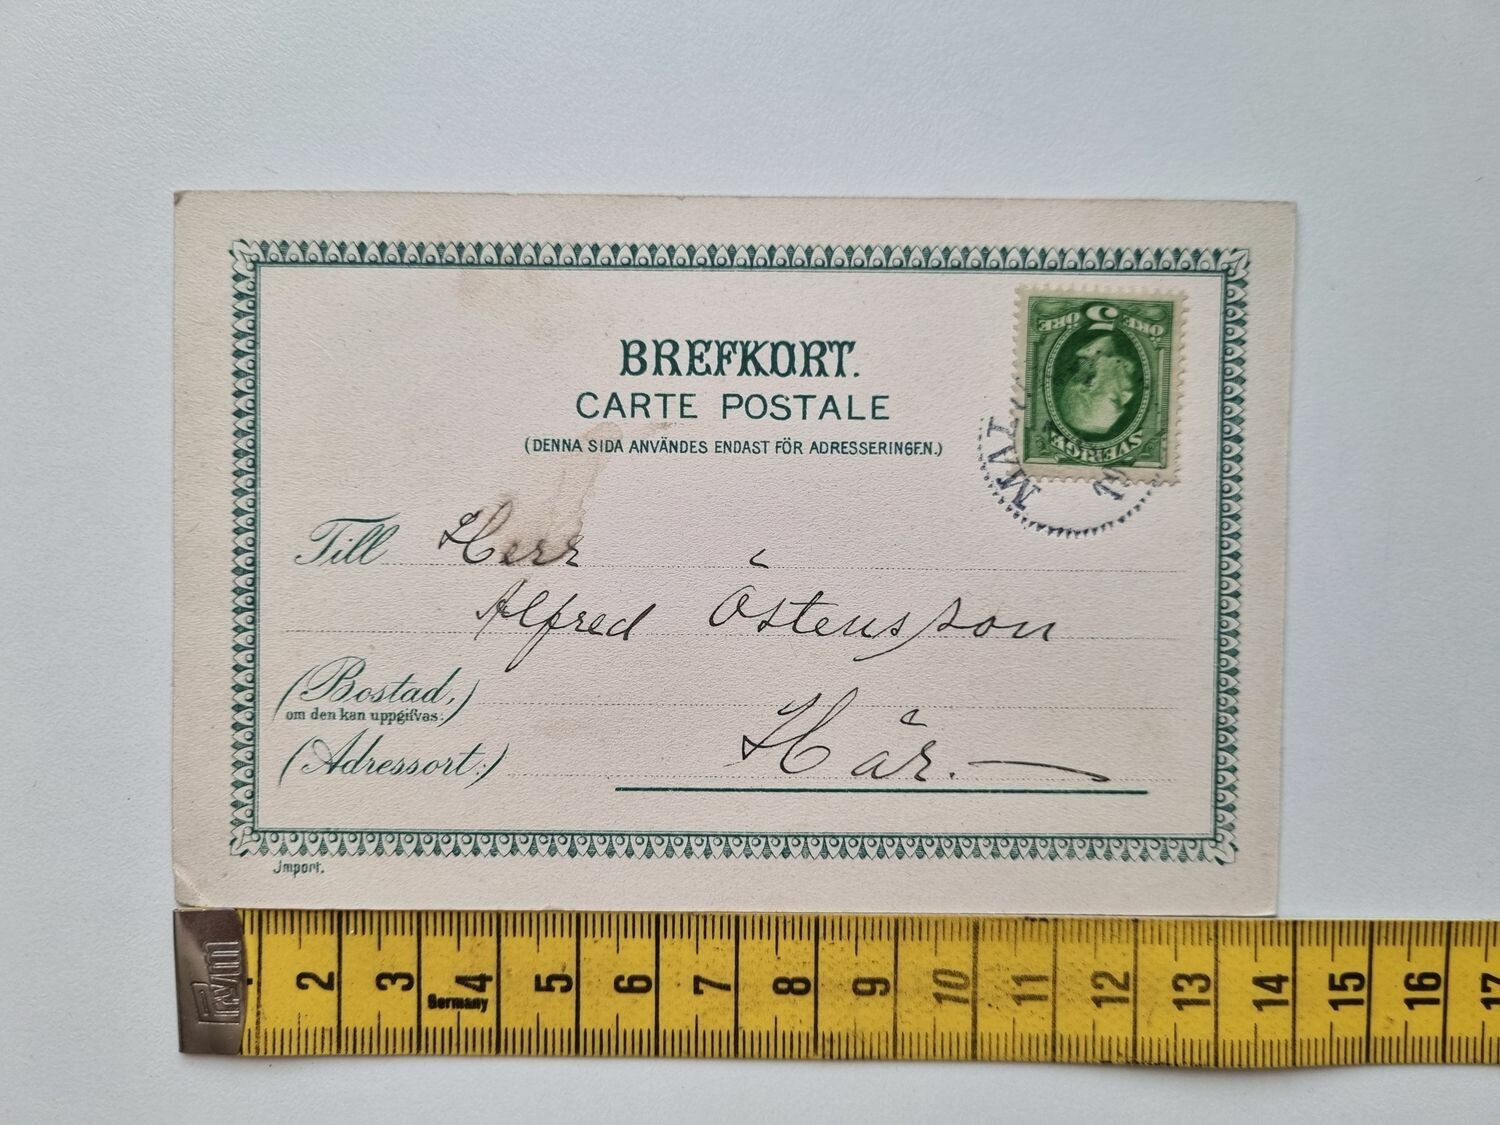 BREFKORT.
CARTE POSTALE
(DENNA SIDA ANVÄNDES ENDAST FÖR ADRESSERINGEN.)
5
ÖRE ÖRE
SVERIGE
Till Herr
Alfred Östensson
(Bostad,)
om den kan uppgifvas:
Här.
(Adressort:)
Import.
2 3 4 5 6 7 8 9 10 11 12 13 14 15 16 17
Germany
Prym